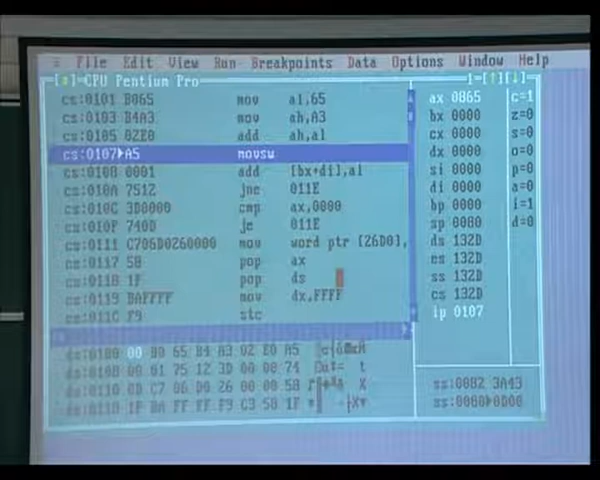 ≡ File Edit View Run Breakpoints Data Options Window Help
[■]=CPU Pentium Pro 1=[↑][↓]
cs:0101 B065 mov al,65 ax 0865 c=1
cs:0103 B4A3 mov ah,A3 bx 0000 z=0
cs:0105 02E0 add ah,al cx 0000 s=0
cs:0107▶A5 movsw dx 0000 o=0
cs:0108 0001 add [bx+di],al si 0000 p=0
cs:010A 7512 jne 011E di 0000 a=0
cs:010C 3D0000 cmp ax,0000 bp 0000 i=1
cs:010F 740D je 011E sp 0080 d=0
cs:0111 C706D0260000 mov word ptr [26D0], ds 132D
cs:0117 58 pop ax es 132D
cs:0118 1F pop ds ss 132D
cs:0119 BAFFFF mov dx,FFFF cs 132D
cs:011C F9 stc ip 0107
ds:0100 00 B0 65 B4 A3 02 E0 A5
ds:0108 00 01 75 12 3D 00 00 74 ss:0082 3A43
ds:0110 0D C7 06 D0 26 00 00 58 ss:0080▶0D00
ds:0118 1F BA FF FF F9 C3 50 1F